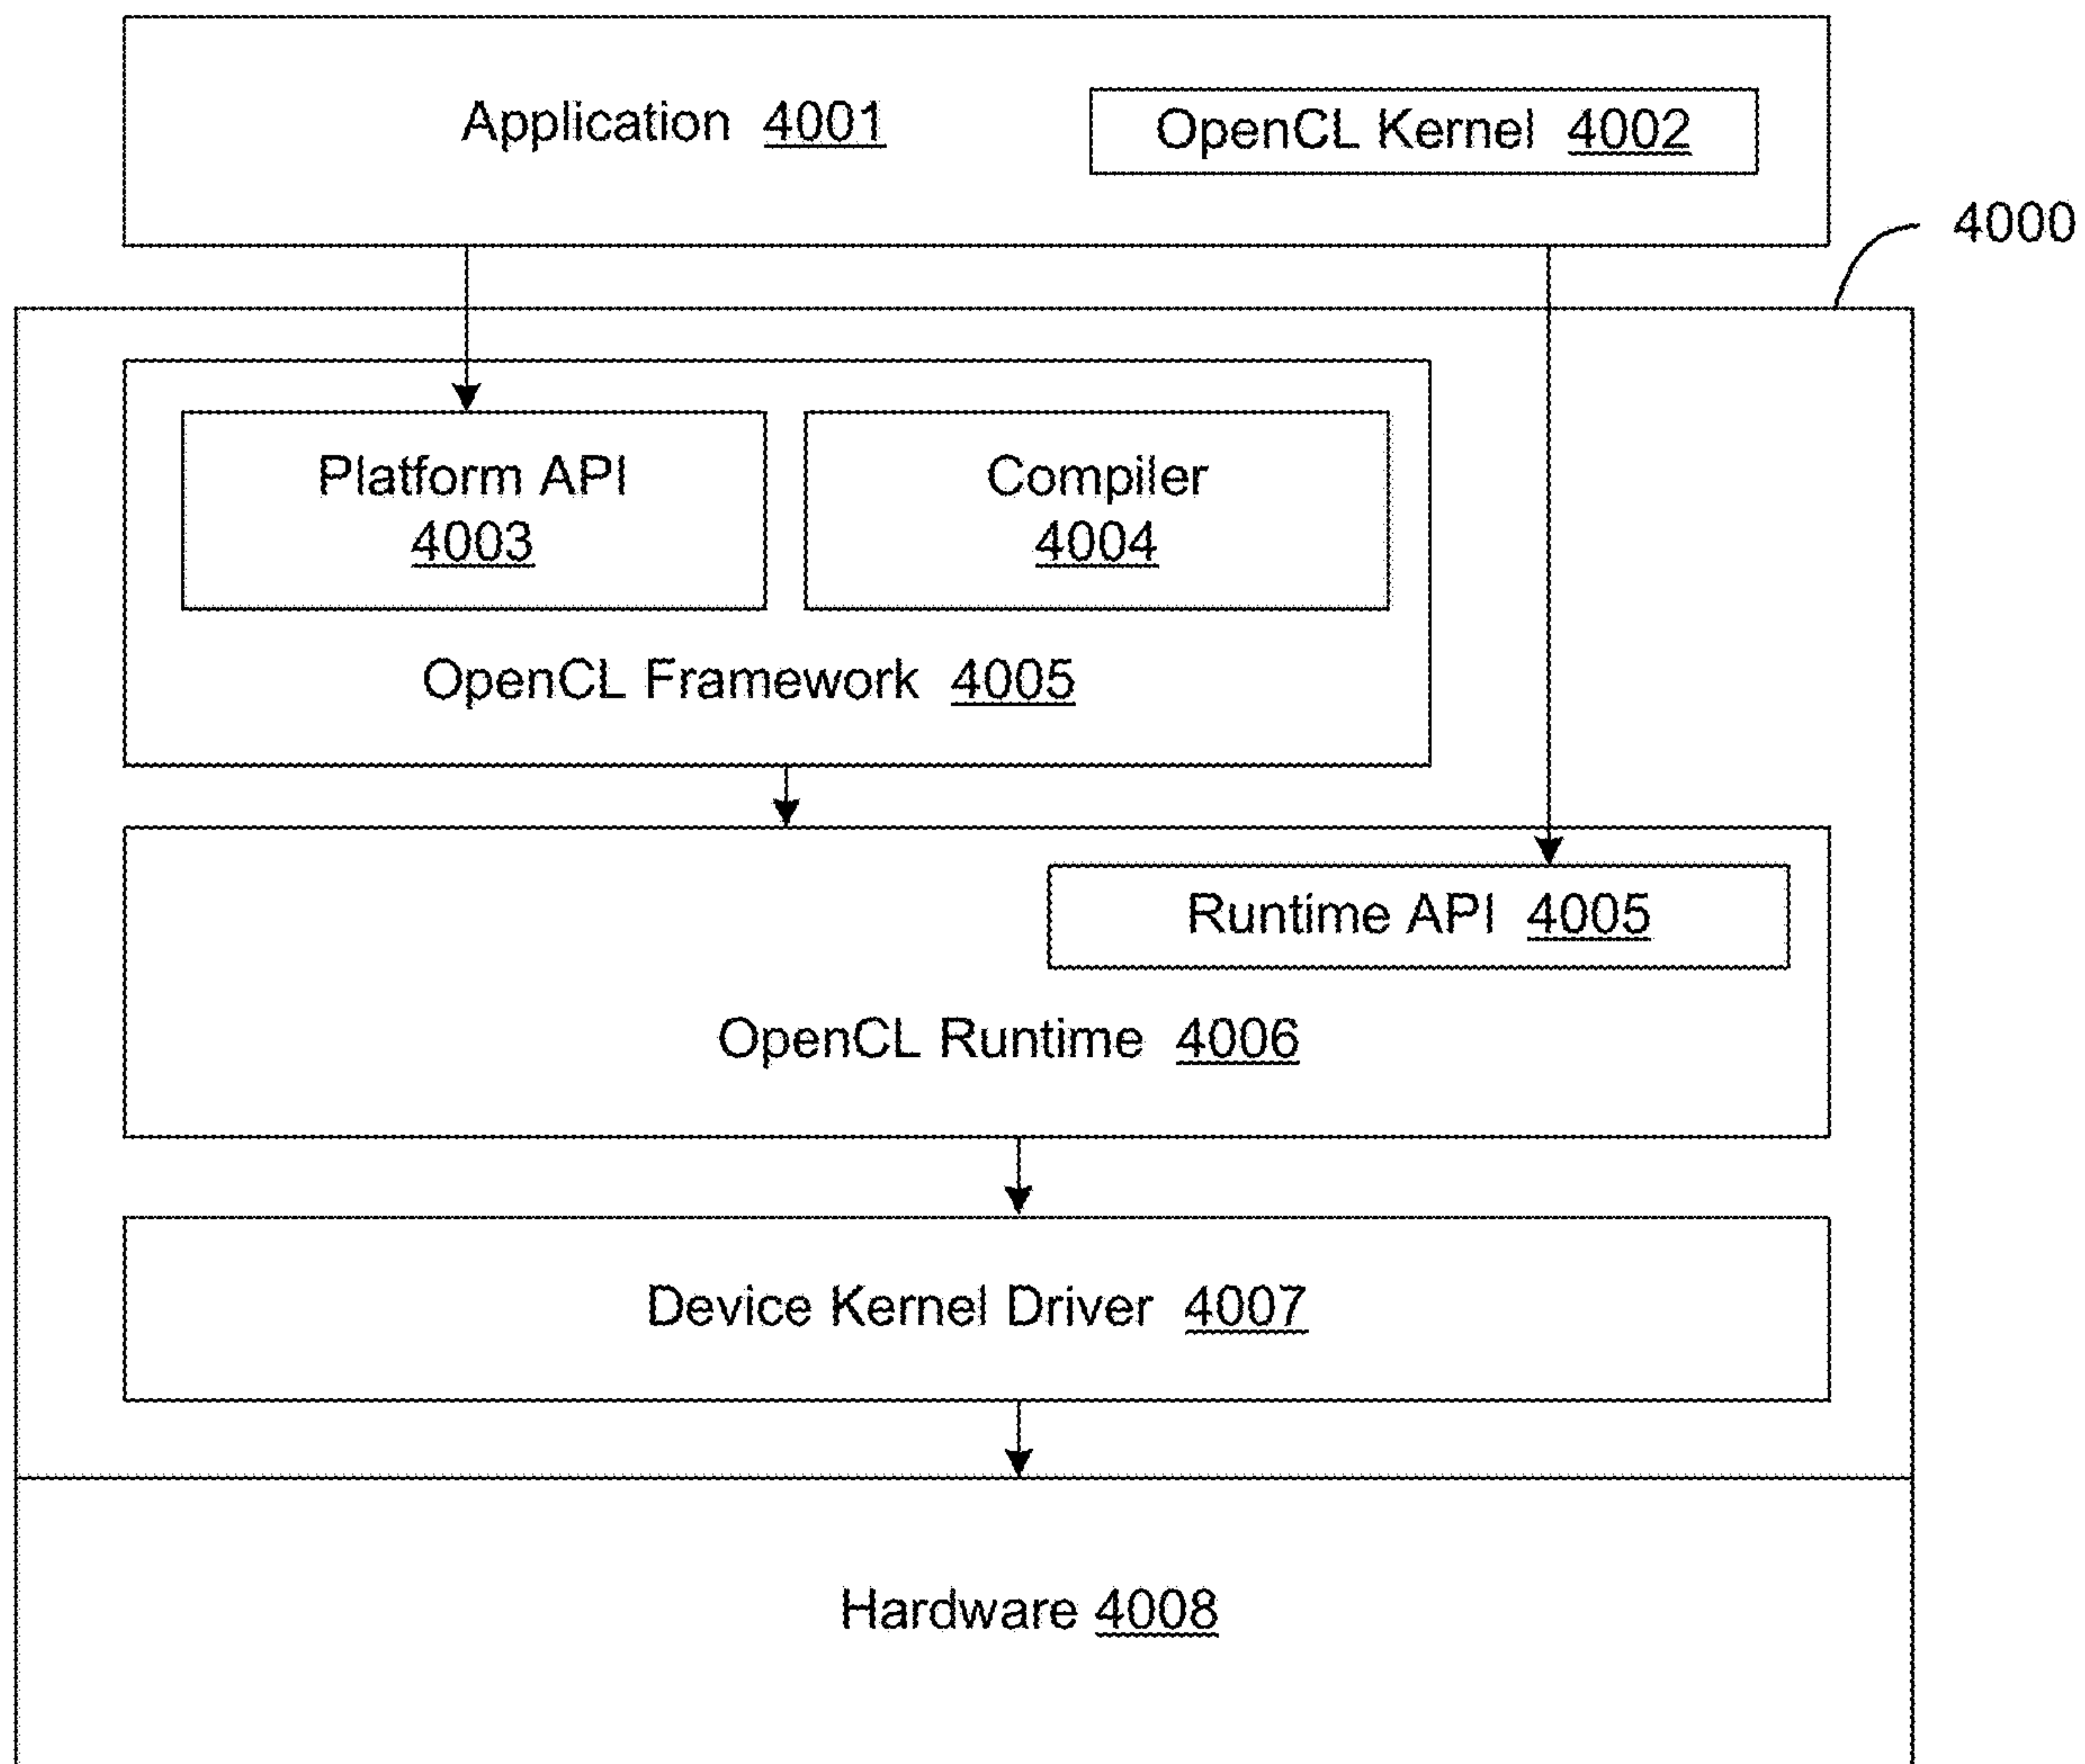 Application 4001
OpenCL Kernel 4002
4000
Platform API
4003
Compiler
4004
OpenCL Framework 4005
Runtime API 4005
OpenCL Runtime 4006
Device Kernel Driver 4007
Hardware 4008